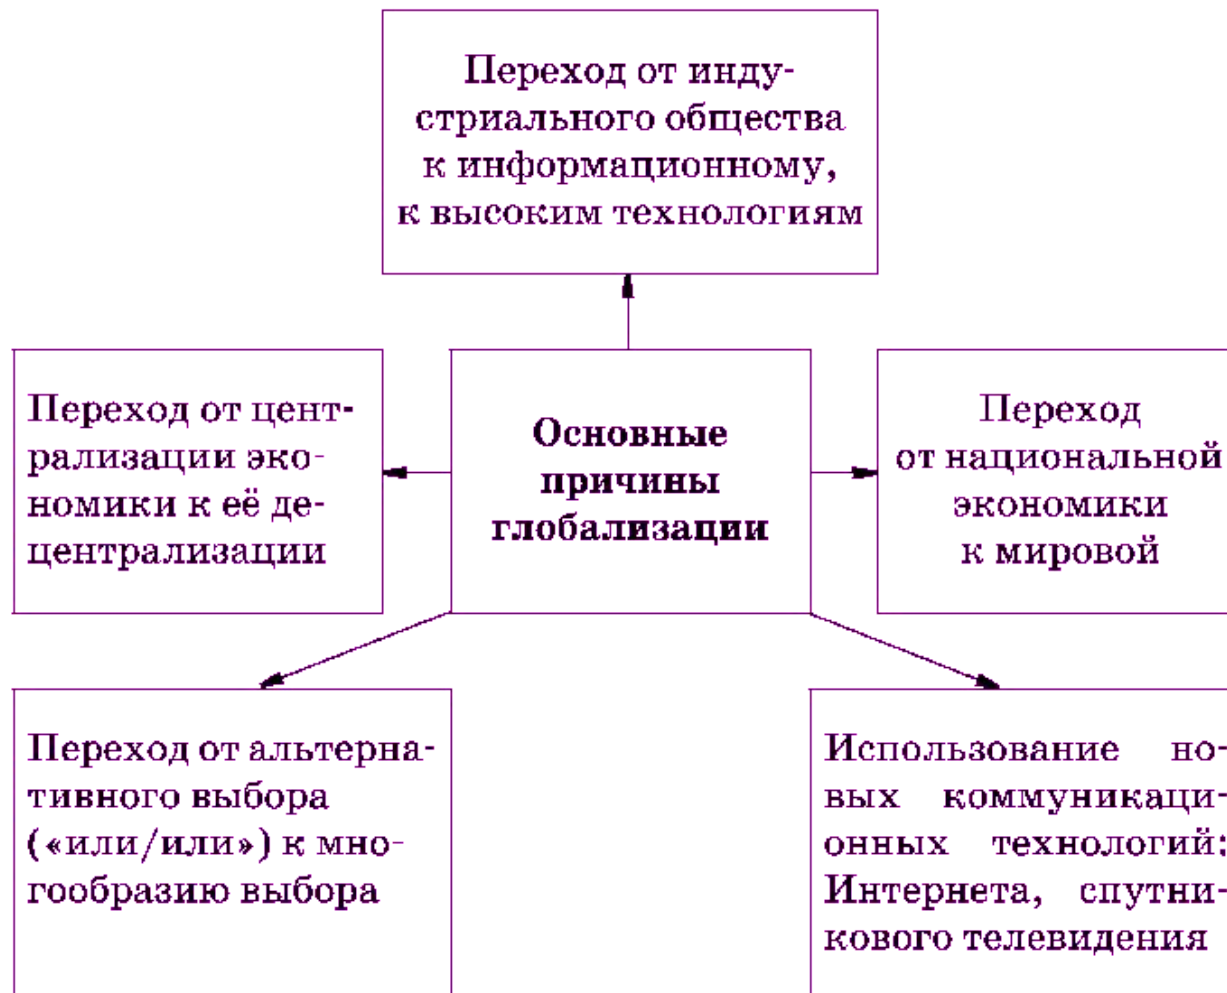 Переход от инду-
стриального общества
к информационному,
к высоким технологиям
Переход от цент-
рализации эко-
номики к её де-
централизации
Основные
причины
глобализации
Переход
от национальной
экономики
к мировой
Переход от альтерна-
тивного выбора
(«или/или») к мно-
гообразию выбора
Использование но-
вых коммуникаци-
онных технологий:
Интернета, спутни-
кового телевидения